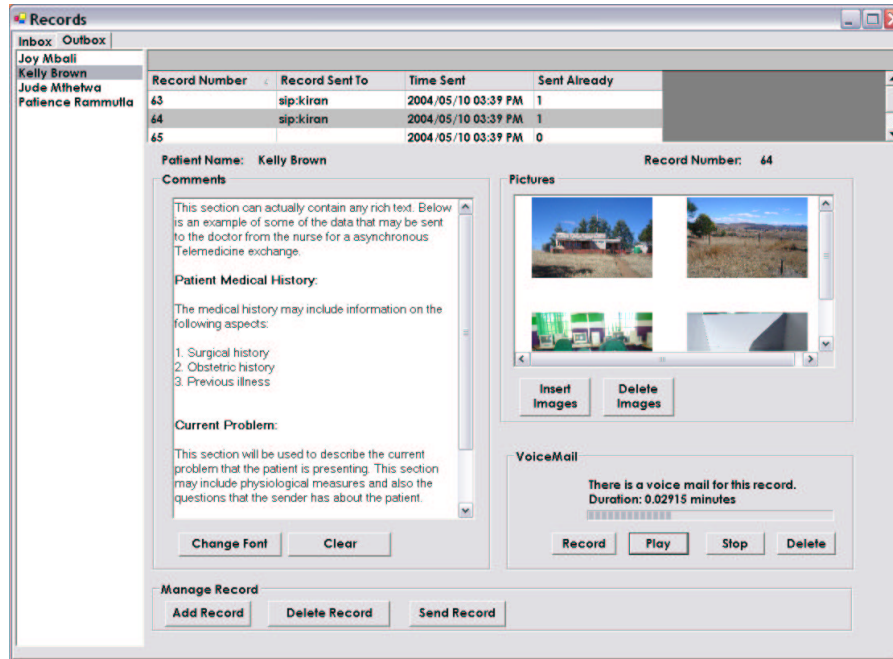 Records
Inbox Outbox
Joy Mbali
Kelly Brown
Jude Mthetwa
Patience Rammutla
Record Number Record Sent To Time Sent Sent Already
63 sip:kiran 2004/05/10 03:39 PM 1
64 sip:kiran 2004/05/10 03:39 PM 1
65 2004/05/10 03:39 PM 0
Patient Name: Kelly Brown Record Number: 64
Comments
This section can actually contain any rich text. Below
is an example of some of the data that may be sent
to the doctor from the nurse for a asynchronous
Telemedicine exchange.
Patient Medical History:
The medical history may include information on the
following aspects:
1. Surgical history
2. Obstetric history
3. Previous illness
Current Problem:
This section will be used to describe the current
problem that the patient is presenting. This section
may include physiological measures and also the
questions that the sender has about the patient.
Change Font Clear
Pictures
Insert
Images
Delete
Images
VoiceMail
There is a voice mail for this record.
Duration: 0.02915 minutes
Record Play Stop Delete
Manage Record
Add Record Delete Record Send Record